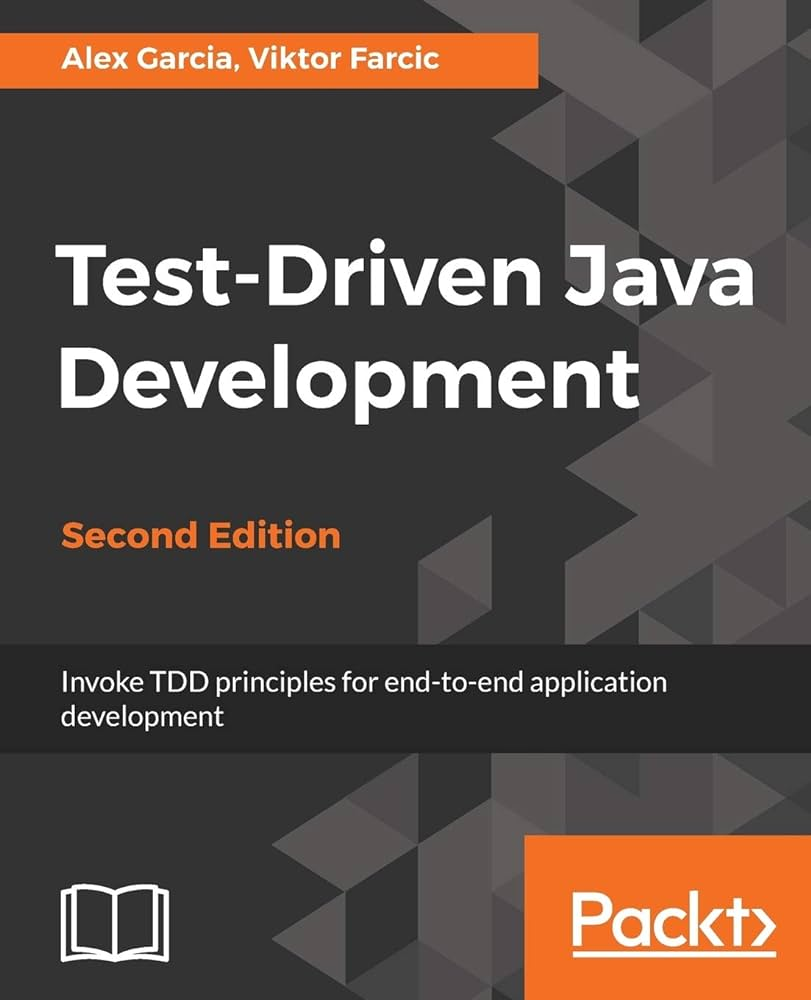 Alex Garcia, Viktor Farcic
Test-Driven Java
Development
Second Edition
Invoke TDD principles for end-to-end application
development
Packt>